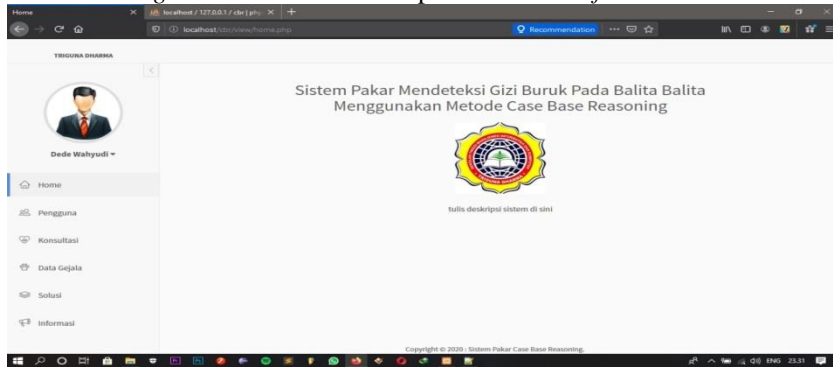 Home
localhost / 127.0.0.1 / cbr | php
localhost/cbr/view/home.php
Recommendation
TRIGUNA DHARMA
Dede Wahyudi
Home
Pengguna
Konsultasi
Data Gejala
Solusi
Informasi
Sistem Pakar Mendeteksi Gizi Buruk Pada Balita Balita
Menggunakan Metode Case Base Reasoning
tulis deskripsi sistem di sini
Copyright © 2020 : Sistem Pakar Case Base Reasoning.
ENG 23.31